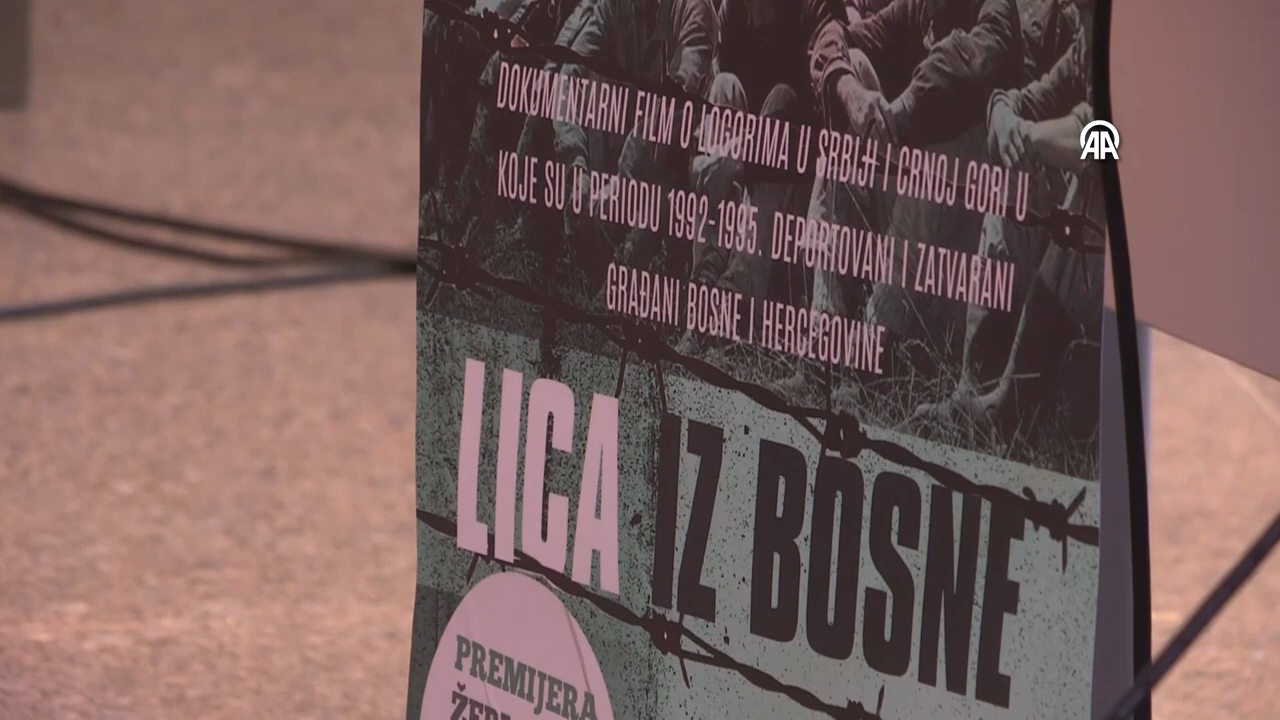 AA
DOKUMENTARNI FILM O LOGORIMA U SRBIJI I CRNOJ GORI U
KOJE SU U PERIODU 1992-1995. DEPORTOVANI I ZATVARANI
GRAĐANI BOSNE I HERCEGOVINE
LICA IZ BOSNE
PREMIJERA